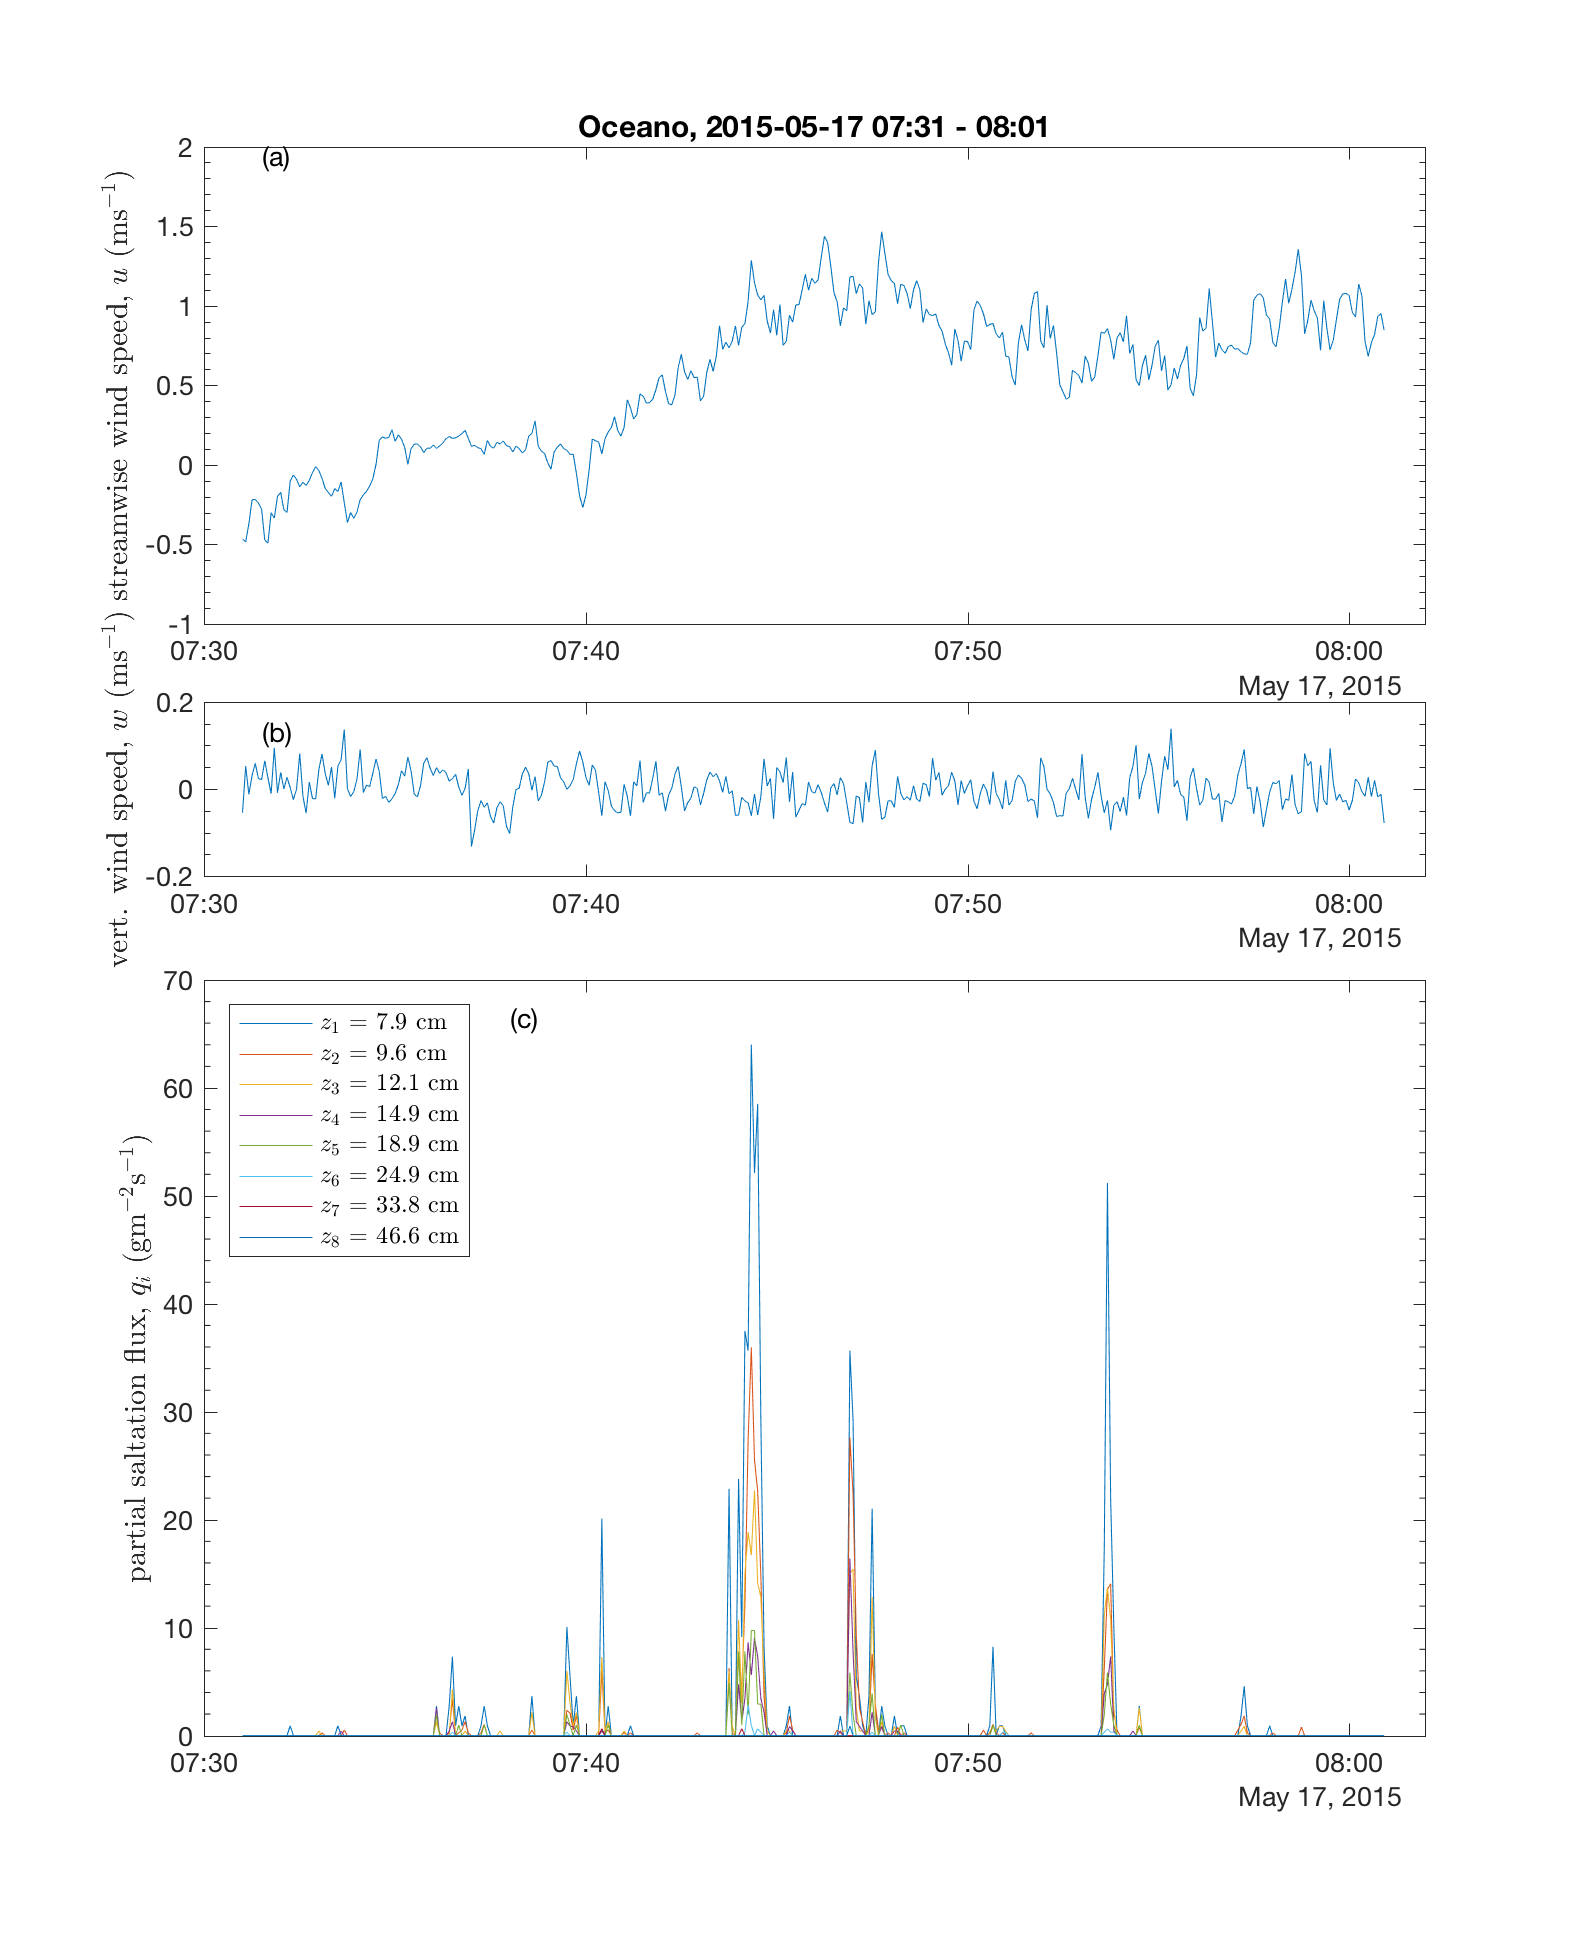 Oceano, 2015-05-17 07:31 - 08:01
(a)
streamwise wind speed, u (ms⁻¹)
2
1.5
1
0.5
0
-0.5
-1
07:30 07:40 07:50 08:00
May 17, 2015
(b)
vert. wind speed, w (ms⁻¹)
0.2
0
-0.2
07:30 07:40 07:50 08:00
May 17, 2015
(c)
partial saltation flux, qᵢ (gm⁻²s⁻¹)
70
60
50
40
30
20
10
0
z₁ = 7.9 cm
z₂ = 9.6 cm
z₃ = 12.1 cm
z₄ = 14.9 cm
z₅ = 18.9 cm
z₆ = 24.9 cm
z₇ = 33.8 cm
z₈ = 46.6 cm
07:30 07:40 07:50 08:00
May 17, 2015